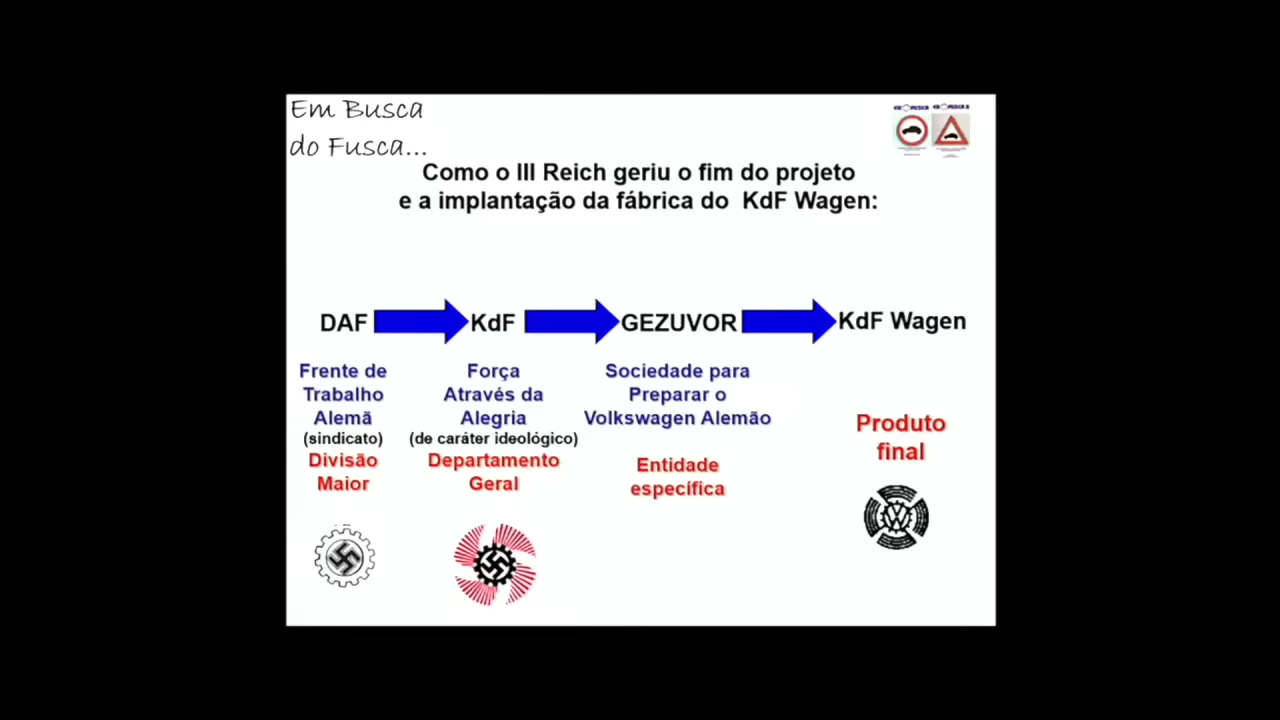 Em Busca
do Fusca...
Como o III Reich geriu o fim do projeto
e a implantação da fábrica do KdF Wagen:
DAF
KdF
GEZUVOR
KdF Wagen
Frente de
Trabalho
Alemã
(sindicato)
Divisão
Maior
Força
Através da
Alegria
(de caráter ideológico)
Departamento
Geral
Sociedade para
Preparar o
Volkswagen Alemão
Entidade
específica
Produto
final